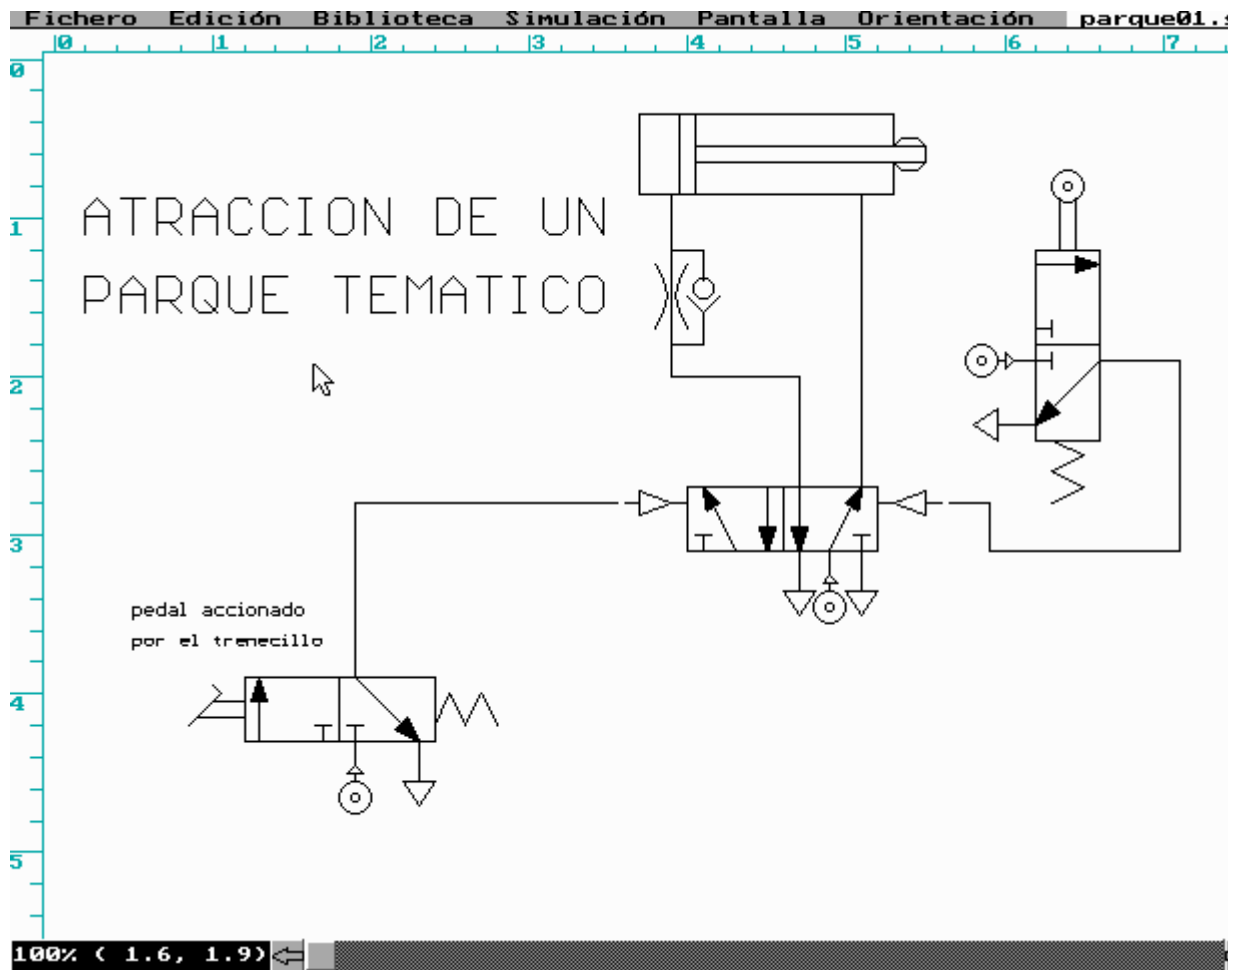 Fichero Edición Biblioteca Simulación Pantalla Orientación parque01.s
0 1 2 3 4 5 6 7
0
ATRACCION DE UN
1
PARQUE TEMATICO
2
3
pedal accionado
por el trenecillo
4
5
100% ( 1.6, 1.9)